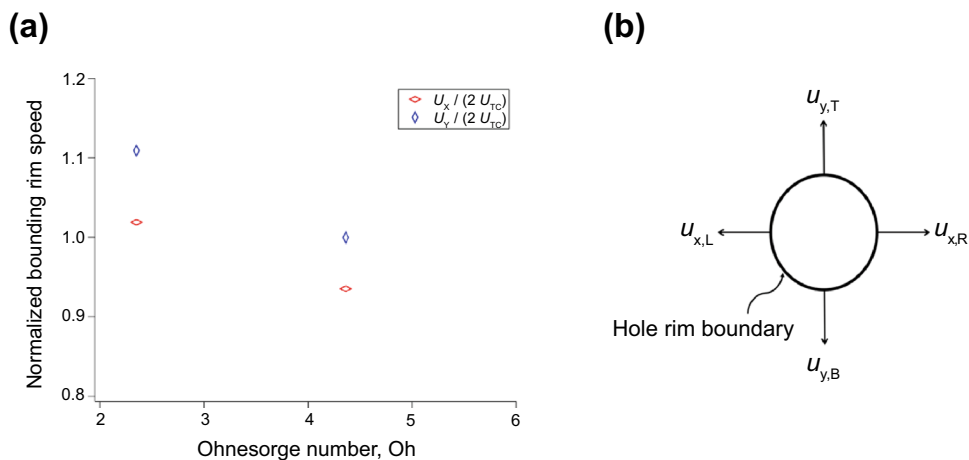 (a)
1.2
1.1
1.0
0.9
0.8
Normalized bounding rim speed
U_X / (2 U_TC)
U_Y / (2 U_TC)
2 3 4 5 6
Ohnesorge number, Oh
(b)
u_y,T
u_x,L
u_x,R
Hole rim boundary
u_y,B